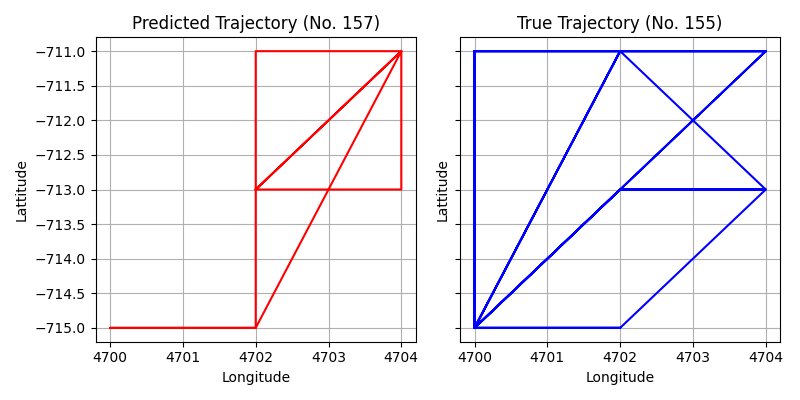 Predicted Trajectory (No. 157)
True Trajectory (No. 155)
−711.0
−711.5
−712.0
−712.5
−713.0
−713.5
−714.0
−714.5
−715.0
Lattitude
Lattitude
4700 4701 4702 4703 4704
4700 4701 4702 4703 4704
Longitude
Longitude